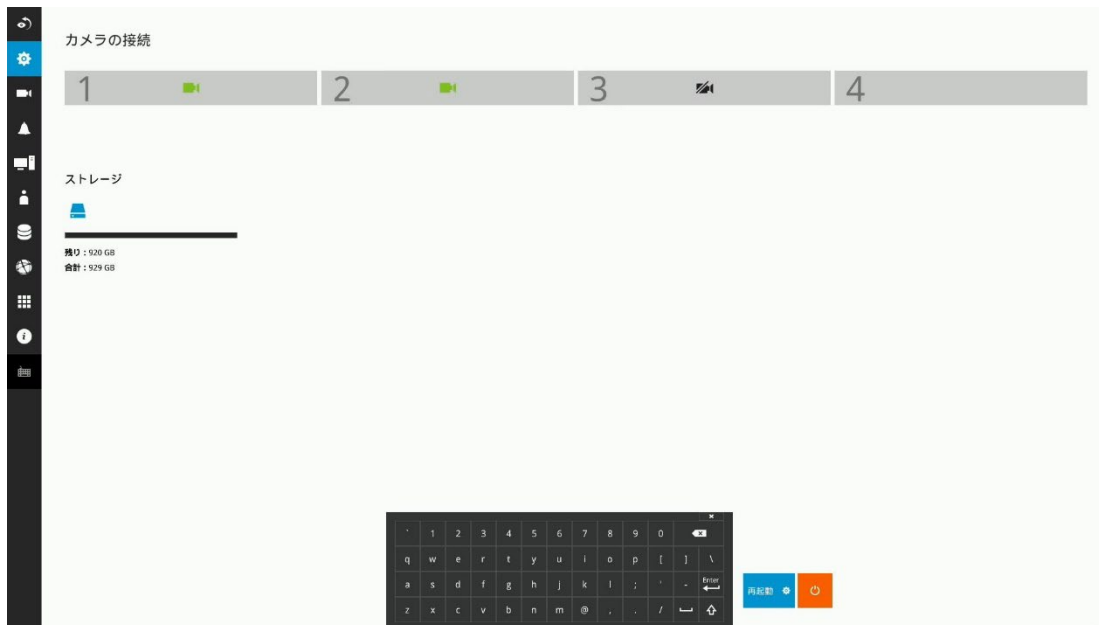 カメラの接続
1 2 3 4
ストレージ
残り : 920 GB
合計 : 929 GB
` 1 2 3 4 5 6 7 8 9 0
q w e r t y u i o p [ ] \
a s d f g h j k l ; ' - Enter
z x c v b n m @ , . /
再起動